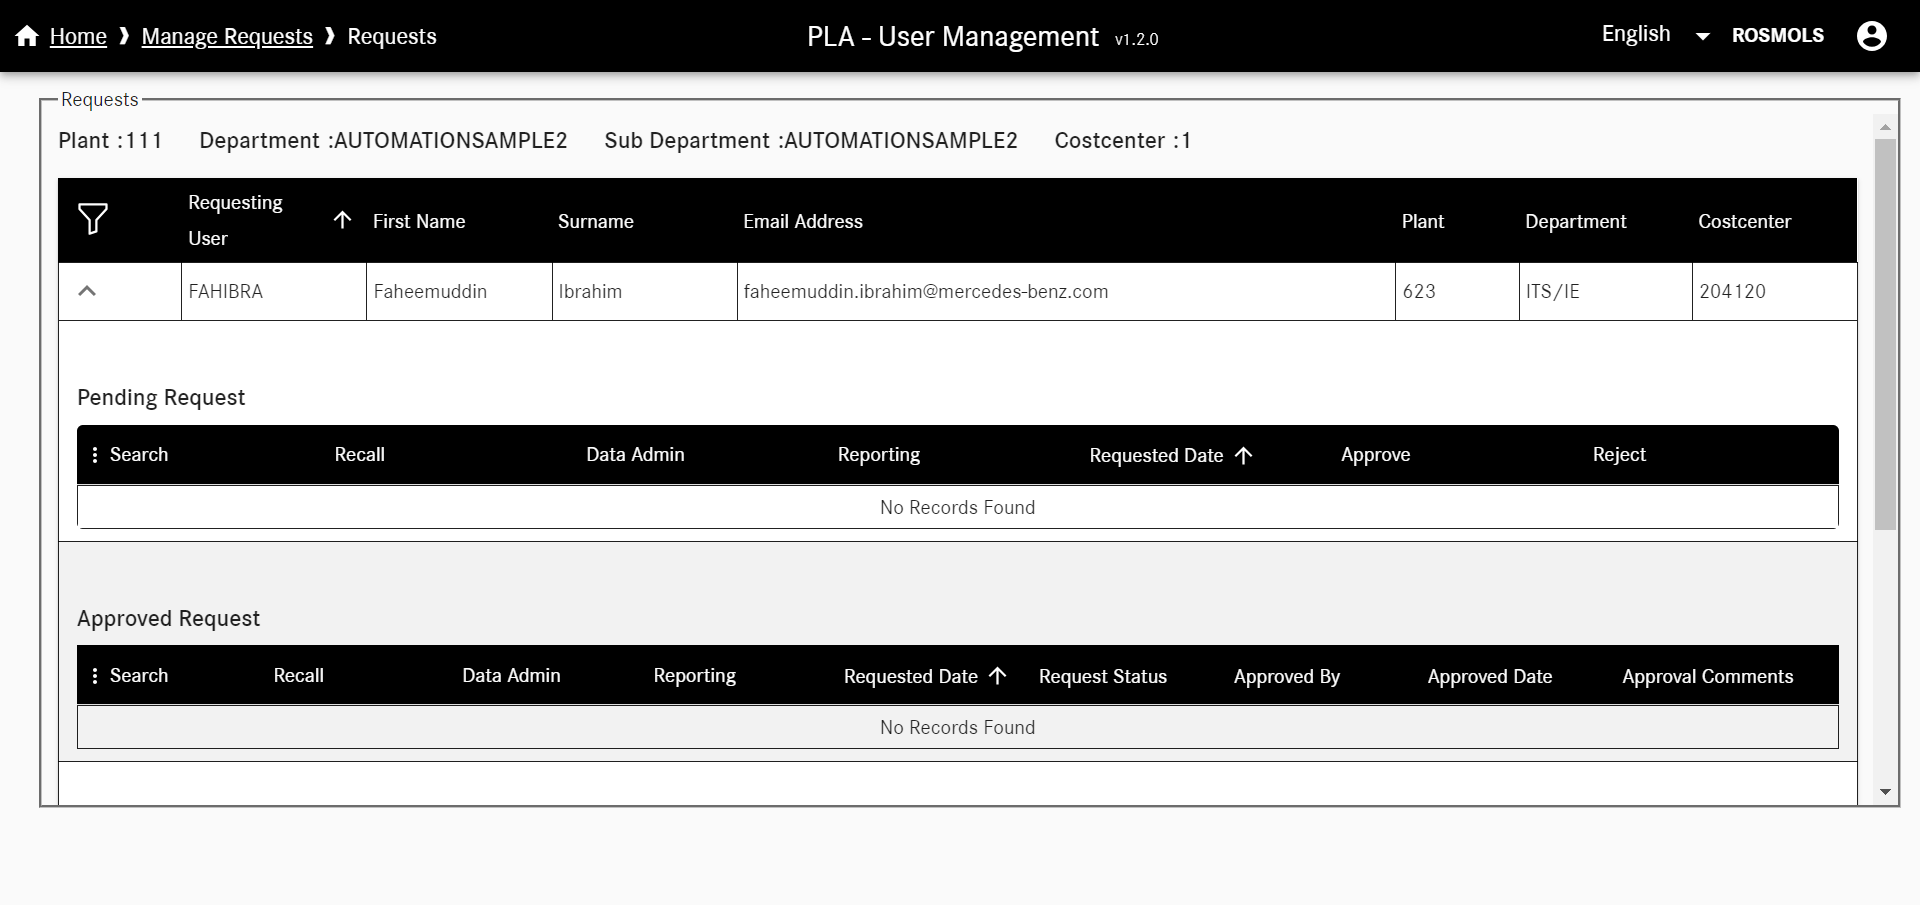 Home ❱ Manage Requests ❱ Requests
PLA - User Management v1.2.0
English
ROSMOLS
Requests
Plant :111 Department :AUTOMATIONSAMPLE2 Sub Department :AUTOMATIONSAMPLE2 Costcenter :1
Requesting User First Name Surname Email Address Plant Department Costcenter
FAHIBRA Faheemuddin Ibrahim faheemuddin.ibrahim@mercedes-benz.com 623 ITS/IE 204120
Pending Request
Search Recall Data Admin Reporting Requested Date Approve Reject
No Records Found
Approved Request
Search Recall Data Admin Reporting Requested Date Request Status Approved By Approved Date Approval Comments
No Records Found